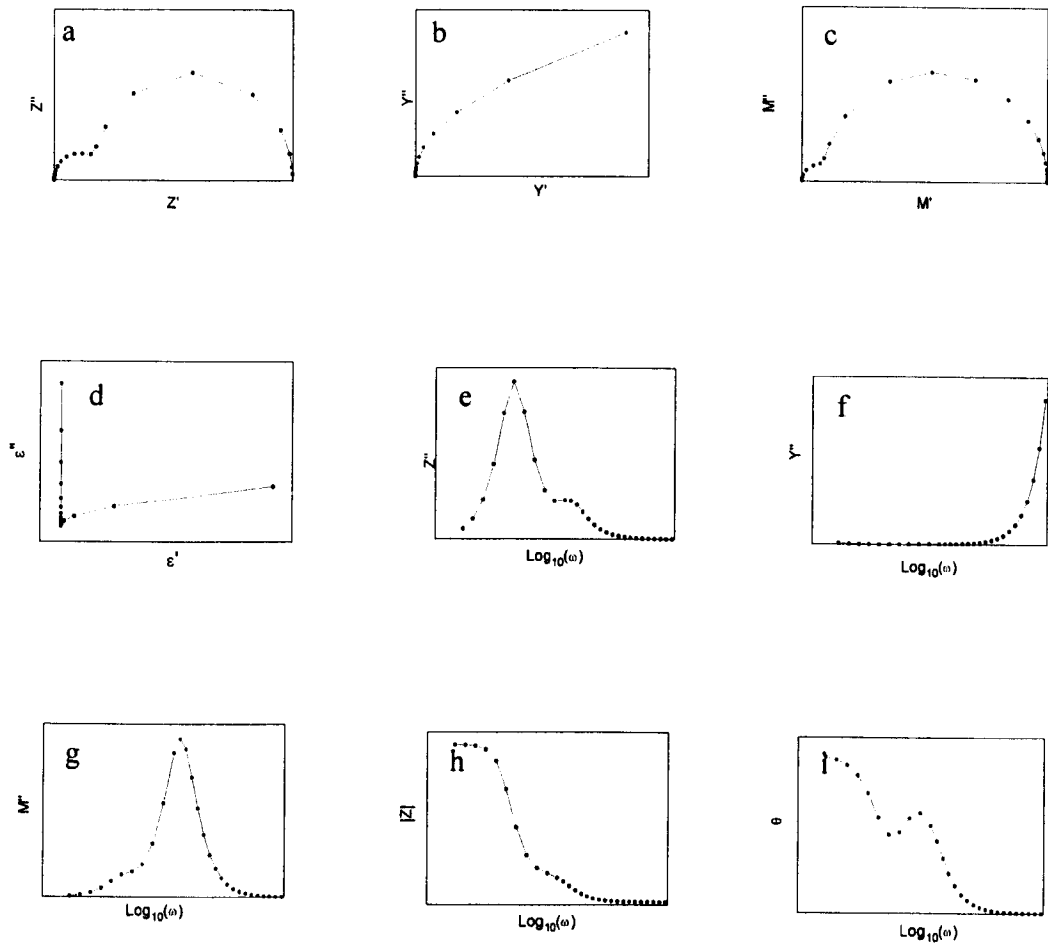 a
Z''
Z'
b
Y''
Y'
c
M''
M'
d
ε''
ε'
e
Z''
Log₁₀(ω)
f
Y''
Log₁₀(ω)
g
M''
Log₁₀(ω)
h
|Z|
Log₁₀(ω)
i
θ
Log₁₀(ω)